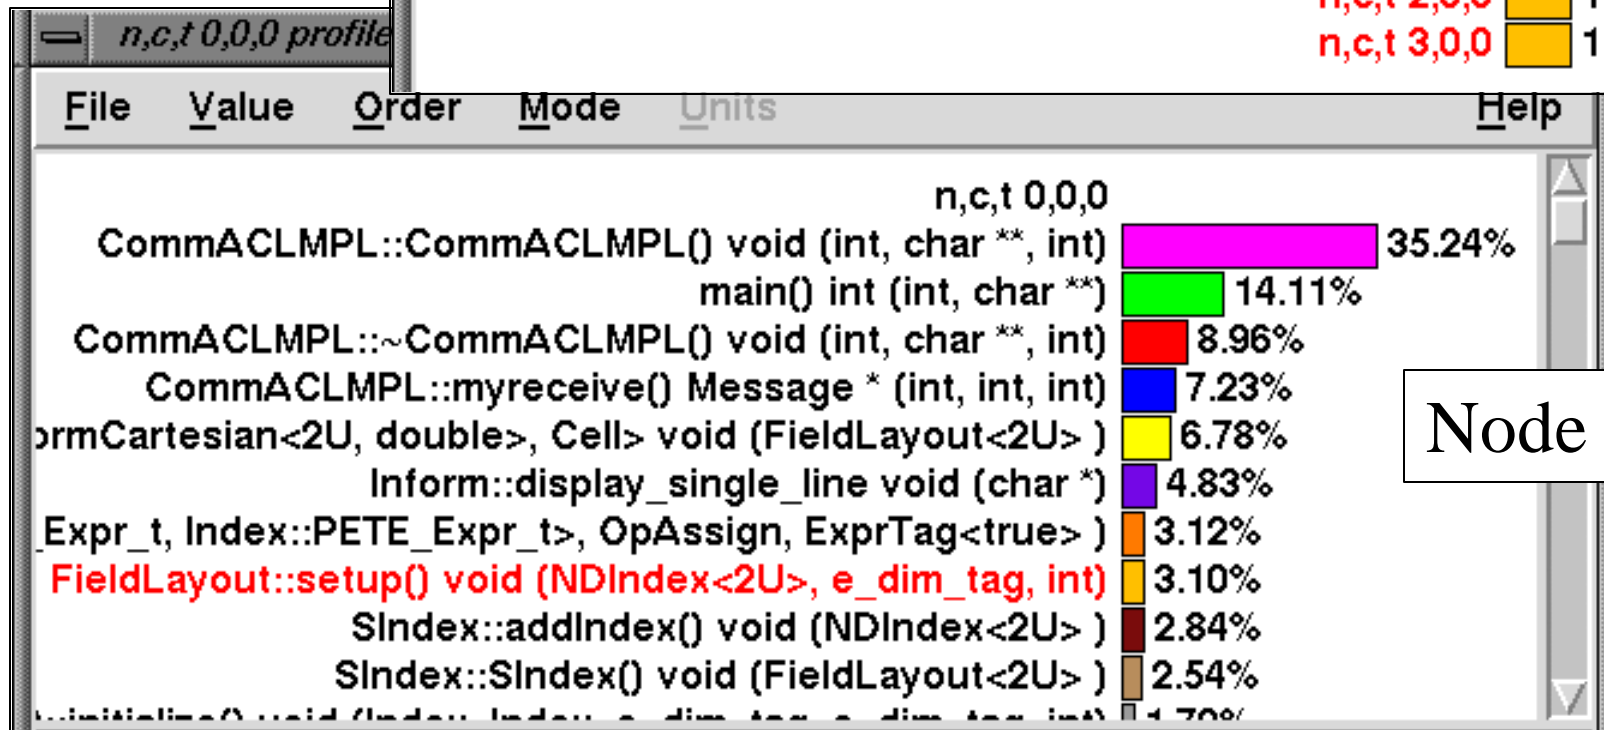 n,c,t 3,0,0 1
n,c,t 0,0,0 profile
File Value Order Mode Units Help
n,c,t 0,0,0
CommACLMPL::CommACLMPL() void (int, char **, int) 35.24%
main() int (int, char **) 14.11%
CommACLMPL::~CommACLMPL() void (int, char **, int) 8.96%
CommACLMPL::myreceive() Message * (int, int, int) 7.23%
ormCartesian<2U, double>, Cell> void (FieldLayout<2U> ) 6.78%
Node
Inform::display_single_line void (char *) 4.83%
_Expr_t, Index::PETE_Expr_t>, OpAssign, ExprTag<true> ) 3.12%
FieldLayout::setup() void (NDIndex<2U>, e_dim_tag, int) 3.10%
SIndex::addIndex() void (NDIndex<2U> ) 2.84%
SIndex::SIndex() void (FieldLayout<2U> ) 2.54%